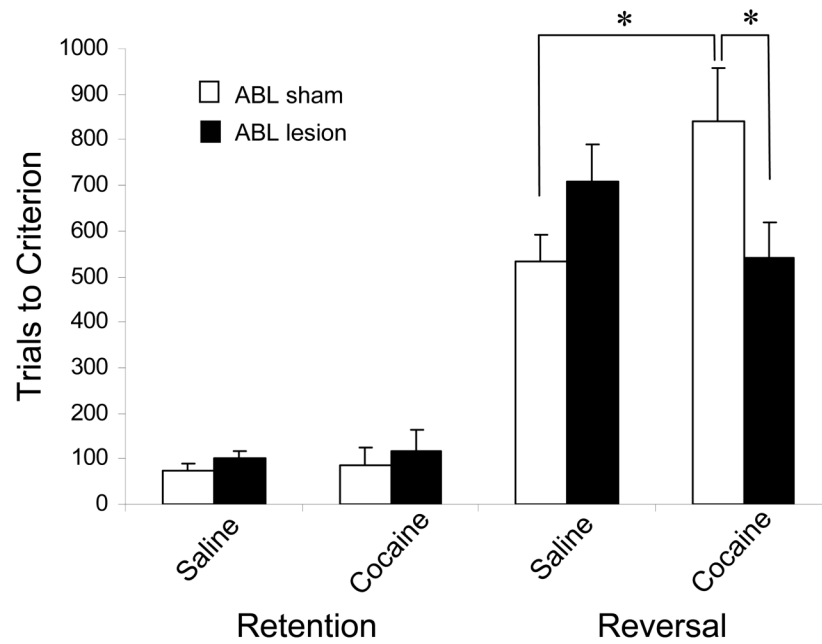 * *
1000
900
800
700
600
500
400
300
200
100
0
Trials to Criterion
ABL sham
ABL lesion
Saline Cocaine Saline Cocaine
Retention Reversal